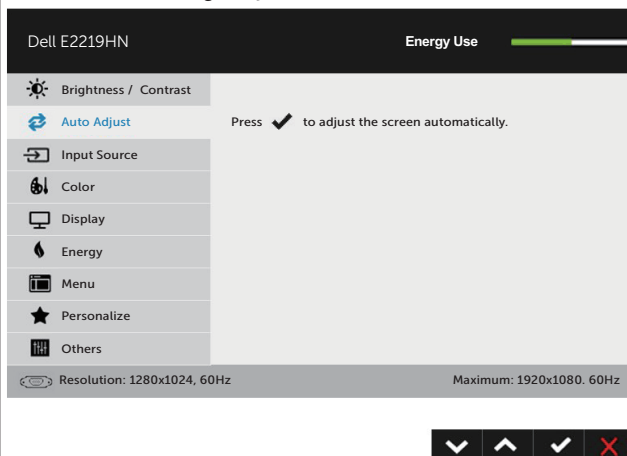 Dell E2219HN
Energy Use
Brightness / Contrast
Auto Adjust
Press to adjust the screen automatically.
Input Source
Color
Display
Energy
Menu
Personalize
Others
Resolution: 1280x1024, 60Hz
Maximum: 1920x1080. 60Hz